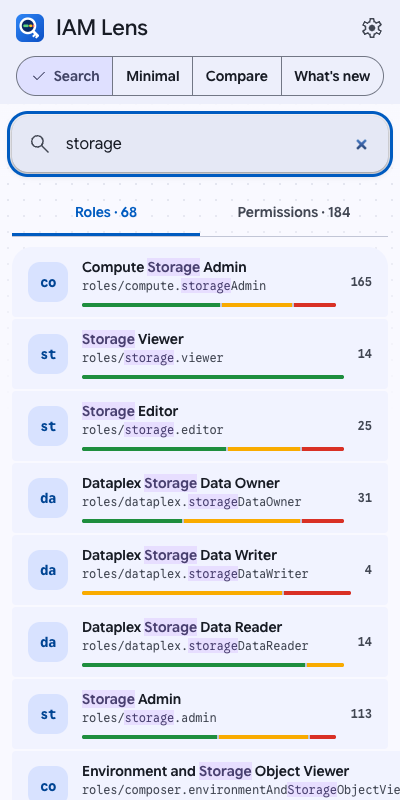 IAM Lens
Search
Minimal
Compare
What's new
storage
Roles · 68
Permissions · 184
co
Compute Storage Admin
roles/compute.storageAdmin
165
st
Storage Viewer
roles/storage.viewer
14
st
Storage Editor
roles/storage.editor
25
da
Dataplex Storage Data Owner
roles/dataplex.storageDataOwner
31
da
Dataplex Storage Data Writer
roles/dataplex.storageDataWriter
4
da
Dataplex Storage Data Reader
roles/dataplex.storageDataReader
14
st
Storage Admin
roles/storage.admin
113
co
Environment and Storage Object Viewer
roles/composer.environmentAndStorageObjectVie